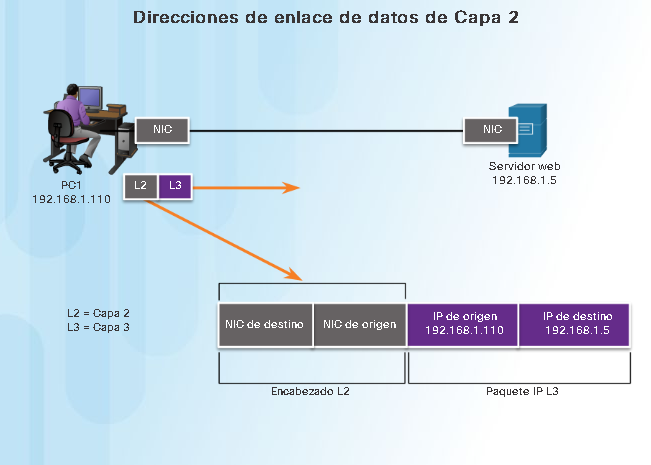 Direcciones de enlace de datos de Capa 2
NIC
NIC
PC1
192.168.1.110
Servidor web
192.168.1.5
L2
L3
L2 = Capa 2
L3 = Capa 3
NIC de destino
NIC de origen
IP de origen
192.168.1.110
IP de destino
192.168.1.5
Encabezado L2
Paquete IP L3